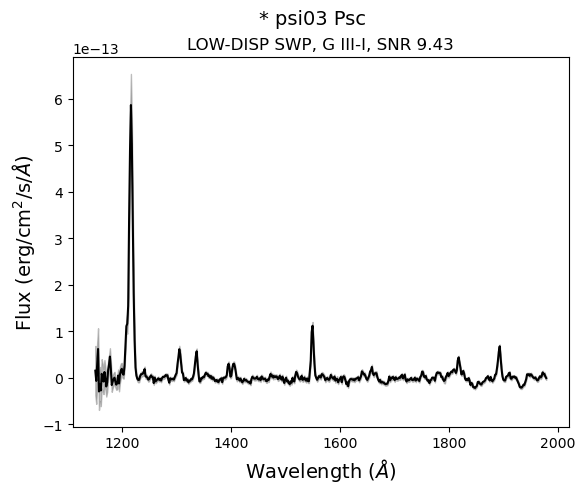 * psi03 Psc
LOW-DISP SWP, G III-I, SNR 9.43
1e−13
6
5
4
3
2
1
0
−1
Flux (erg/cm²/s/Å)
1200 1400 1600 1800 2000
Wavelength (Å)